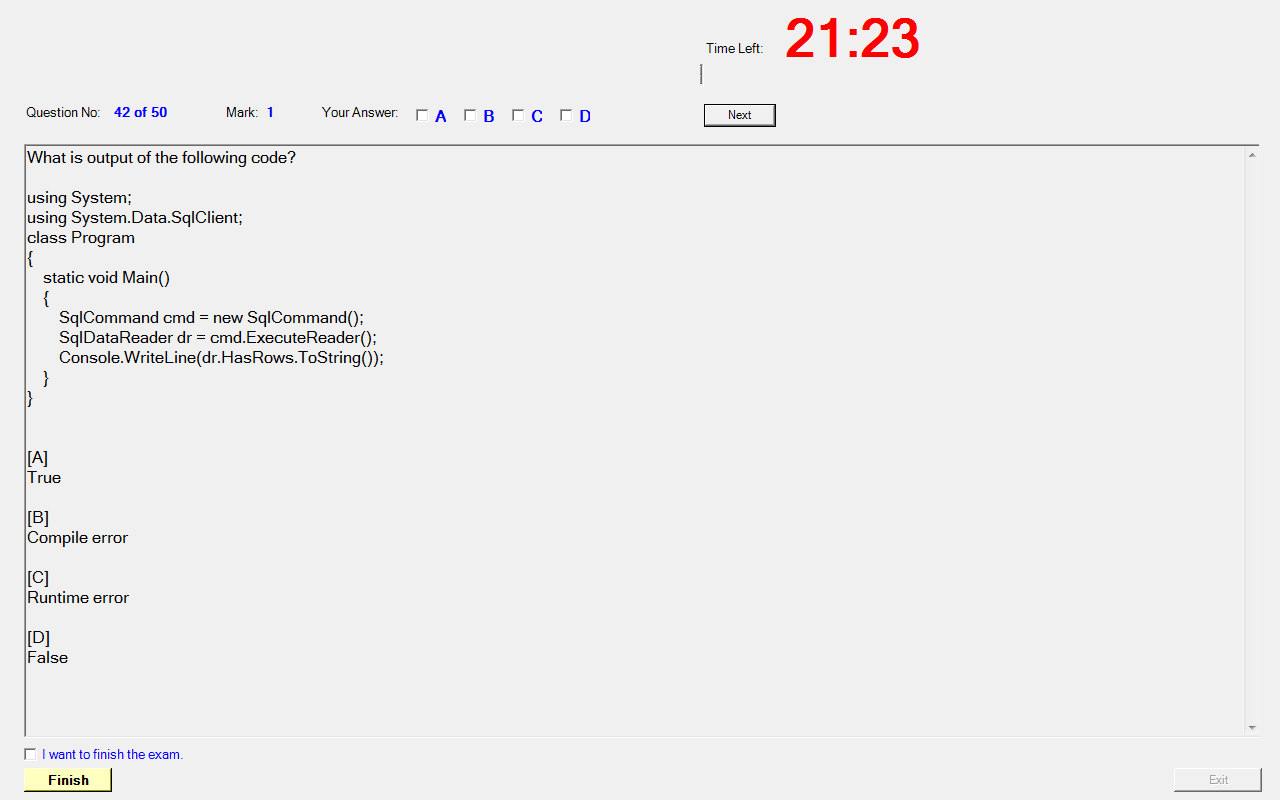 Time Left: 21:23
Question No: 42 of 50 Mark: 1 Your Answer: A B C D Next
What is output of the following code?
using System;
using System.Data.SqlClient;
class Program
{
static void Main()
{
SqlCommand cmd = new SqlCommand();
SqlDataReader dr = cmd.ExecuteReader();
Console.WriteLine(dr.HasRows.ToString());
}
}
[A]
True
[B]
Compile error
[C]
Runtime error
[D]
False
I want to finish the exam.
Finish Exit